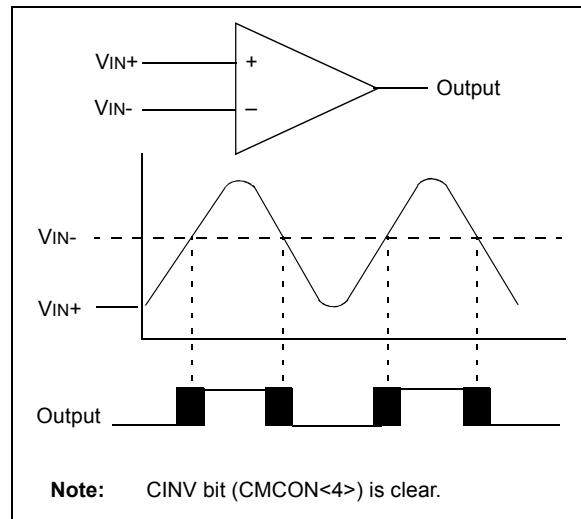 VIN+
+
VIN-
–
Output
VIN-
VIN+
Output
Note: CINV bit (CMCON<4>) is clear.